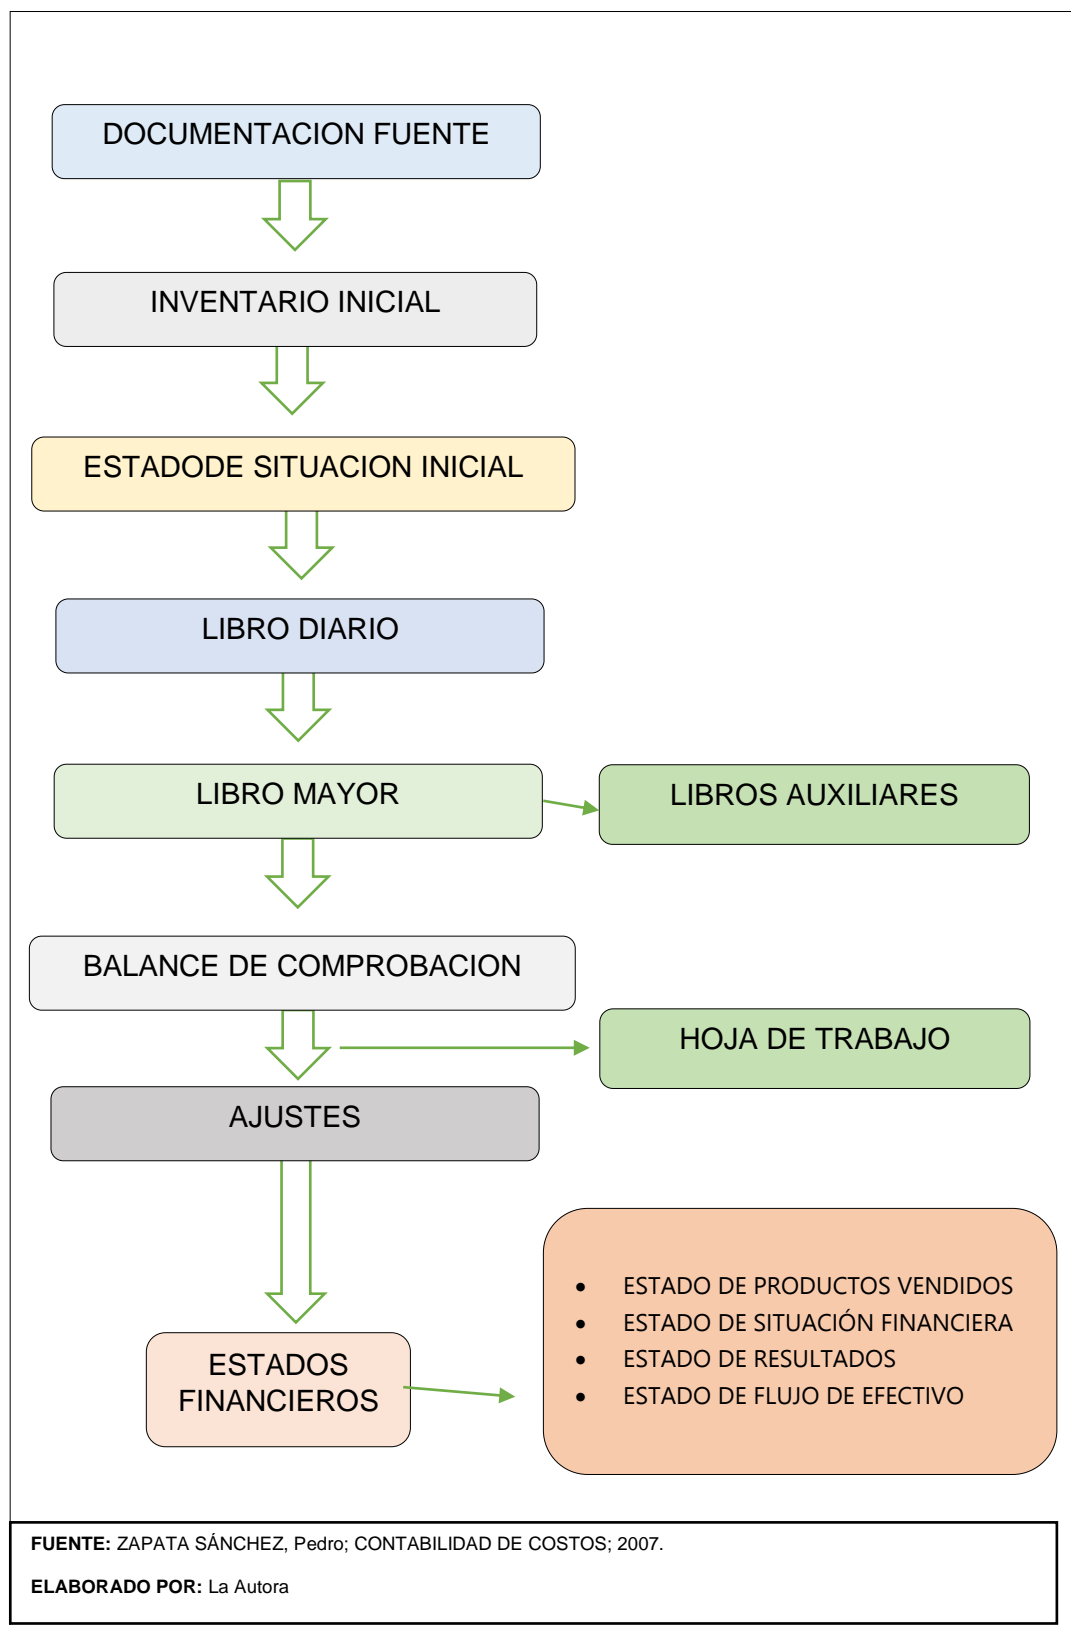 DOCUMENTACION FUENTE
INVENTARIO INICIAL
ESTADODE SITUACION INICIAL
LIBRO DIARIO
LIBRO MAYOR
LIBROS AUXILIARES
BALANCE DE COMPROBACION
HOJA DE TRABAJO
AJUSTES
ESTADOS
FINANCIEROS
• ESTADO DE PRODUCTOS VENDIDOS
• ESTADO DE SITUACIÓN FINANCIERA
• ESTADO DE RESULTADOS
• ESTADO DE FLUJO DE EFECTIVO
FUENTE: ZAPATA SÁNCHEZ, Pedro; CONTABILIDAD DE COSTOS; 2007.
ELABORADO POR: La Autora